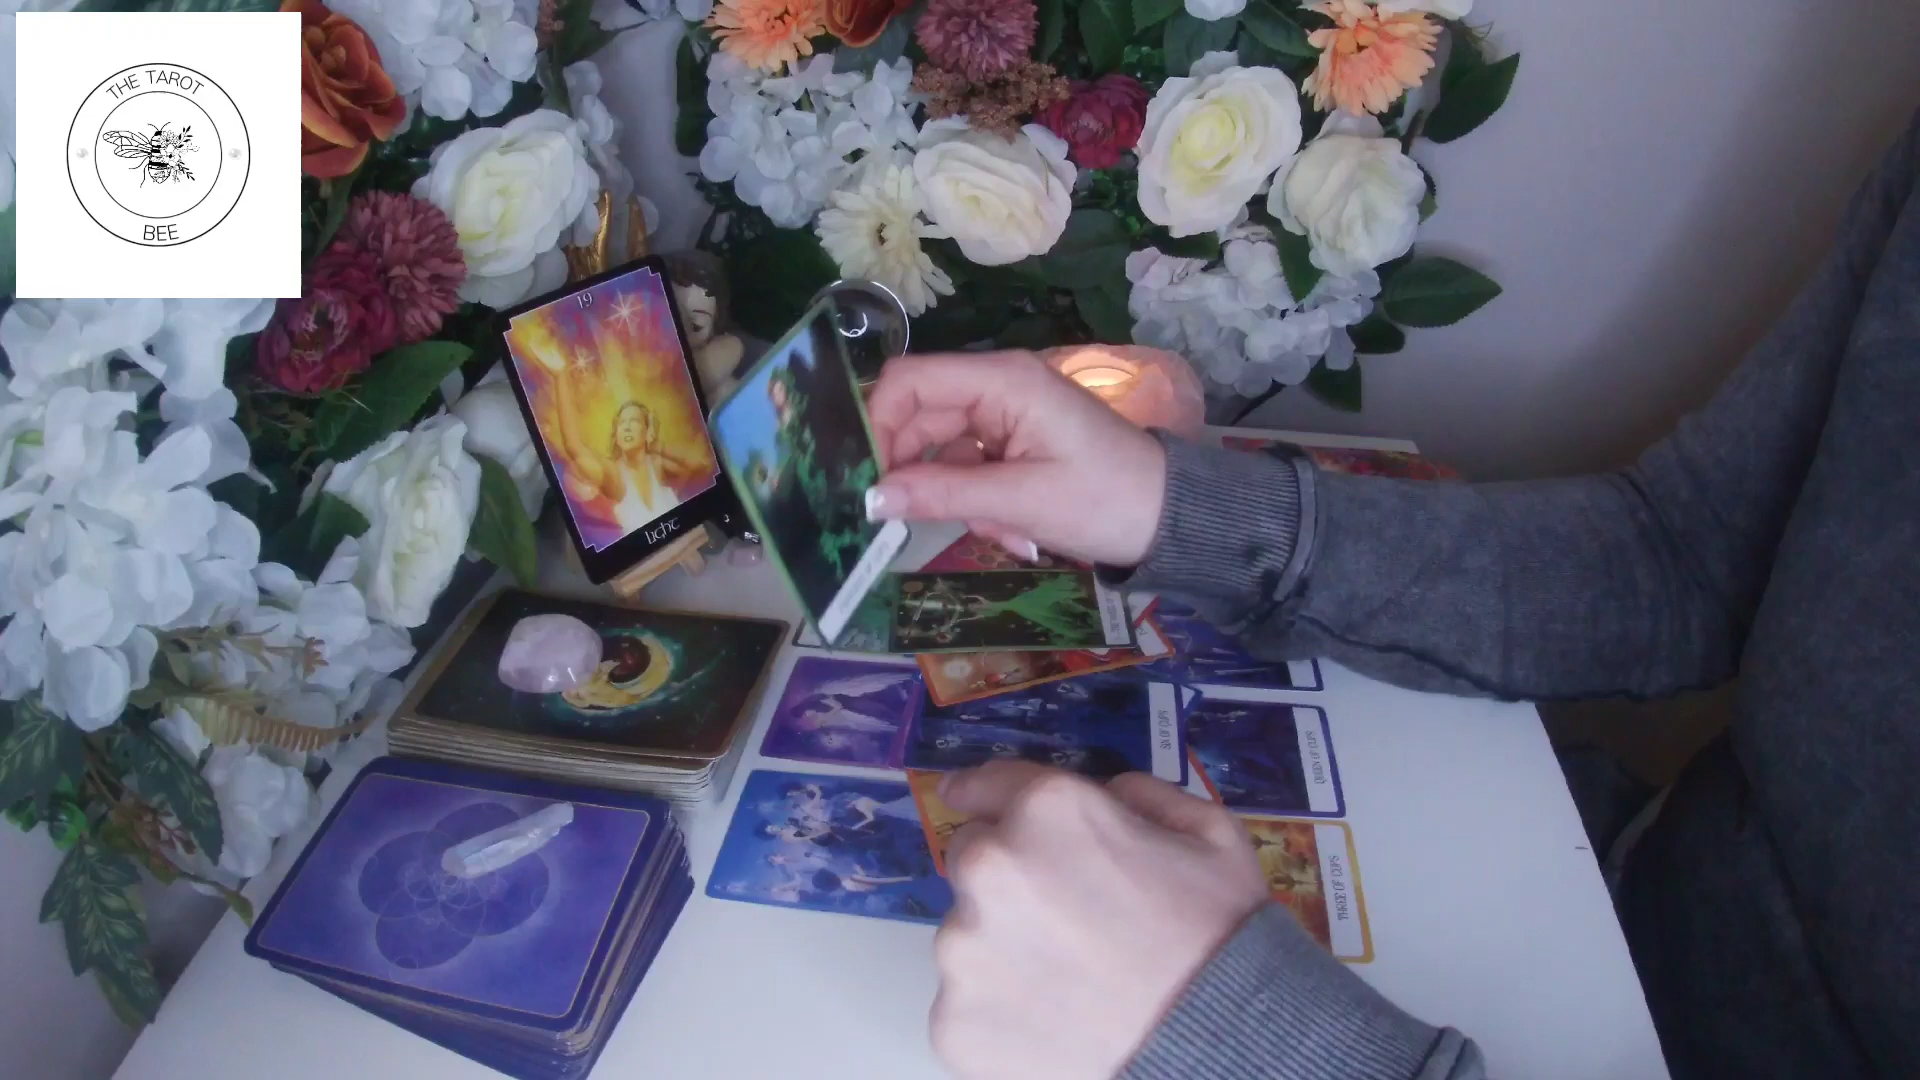 THE TAROT
BEE
19
LIGHT
SIX OF CUPS
QUEEN OF CUPS
THREE OF CUPS